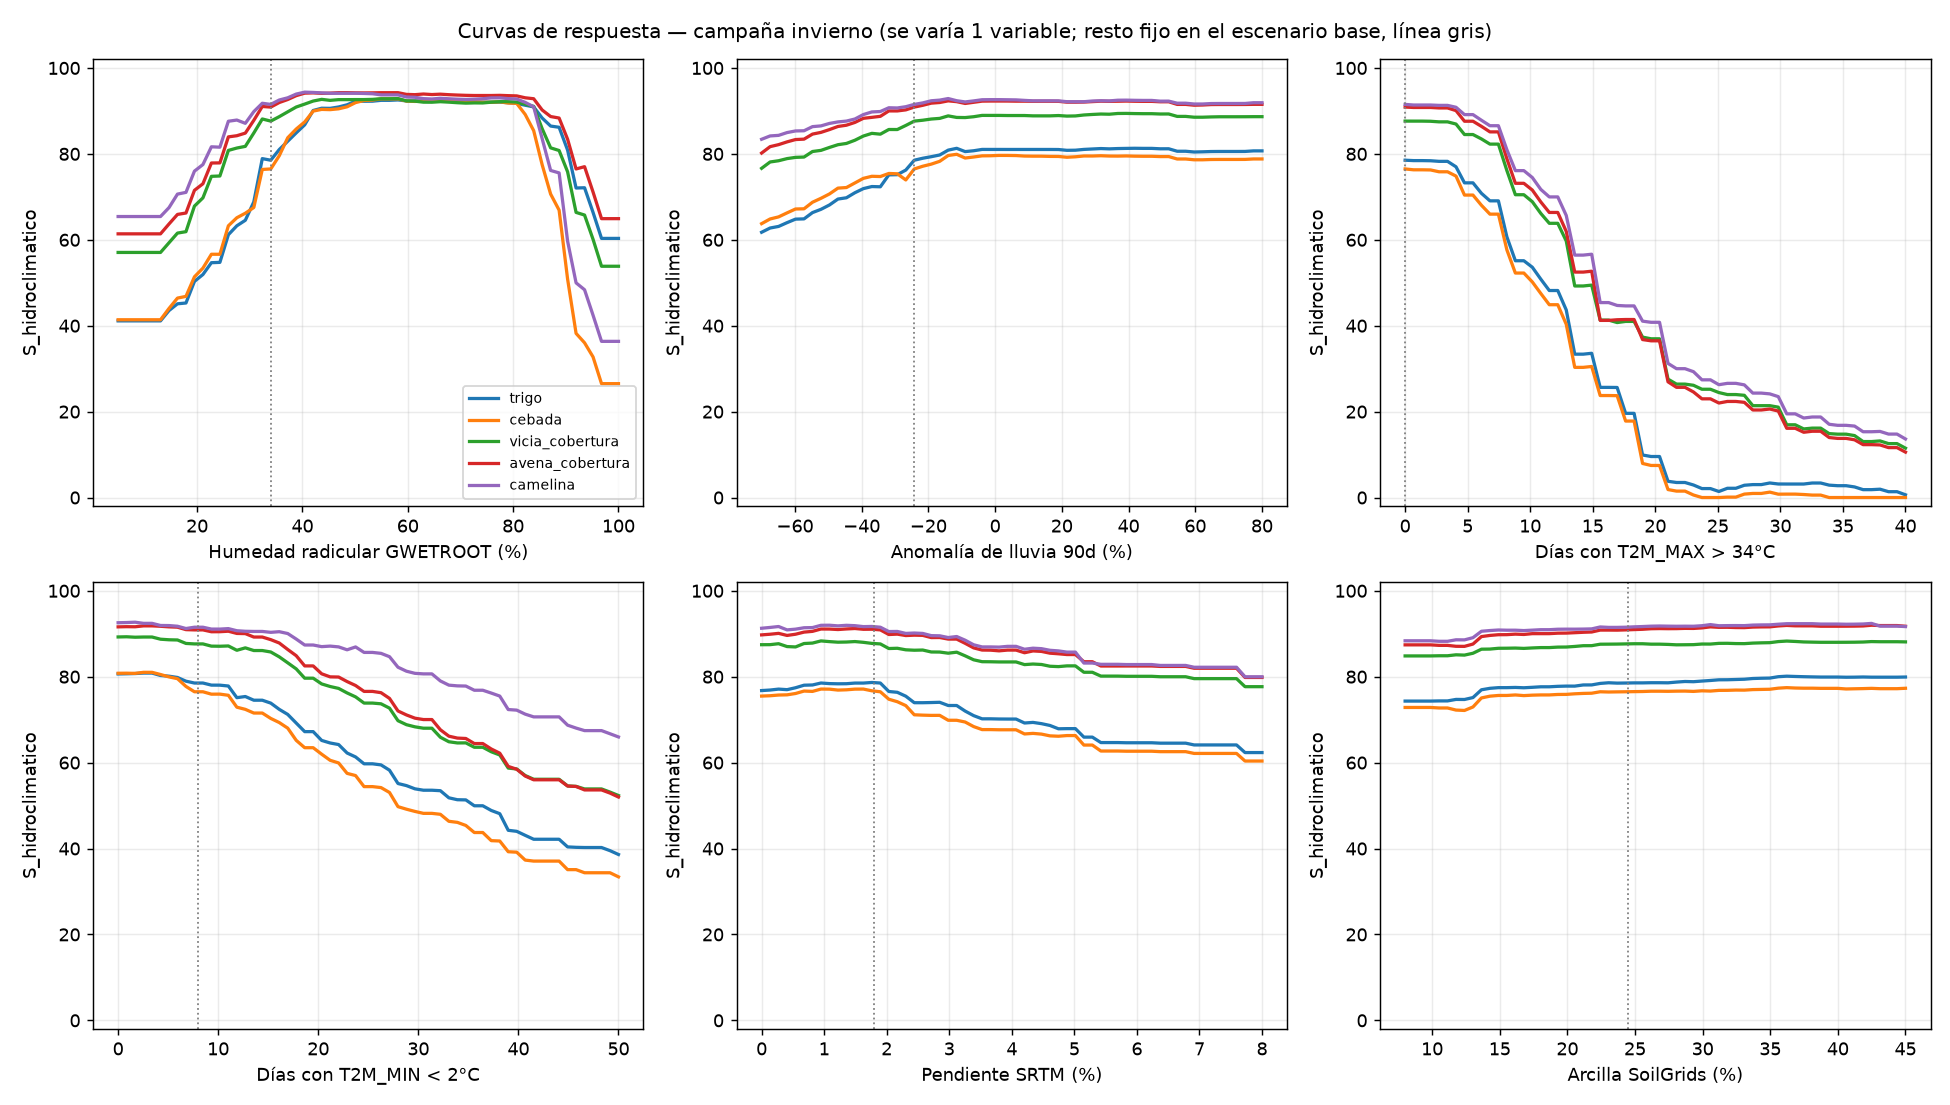 Curvas de respuesta — campaña invierno (se varía 1 variable; resto fijo en el escenario base, línea gris)
100
80
60
40
20
0
S_hidroclimatico
20 40 60 80 100
Humedad radicular GWETROOT (%)
trigo
cebada
vicia_cobertura
avena_cobertura
camelina
100
80
60
40
20
0
S_hidroclimatico
−60 −40 −20 0 20 40 60 80
Anomalía de lluvia 90d (%)
100
80
60
40
20
0
S_hidroclimatico
0 5 10 15 20 25 30 35 40
Días con T2M_MAX > 34°C
100
80
60
40
20
0
S_hidroclimatico
0 10 20 30 40 50
Días con T2M_MIN < 2°C
100
80
60
40
20
0
S_hidroclimatico
0 1 2 3 4 5 6 7 8
Pendiente SRTM (%)
100
80
60
40
20
0
S_hidroclimatico
10 15 20 25 30 35 40 45
Arcilla SoilGrids (%)